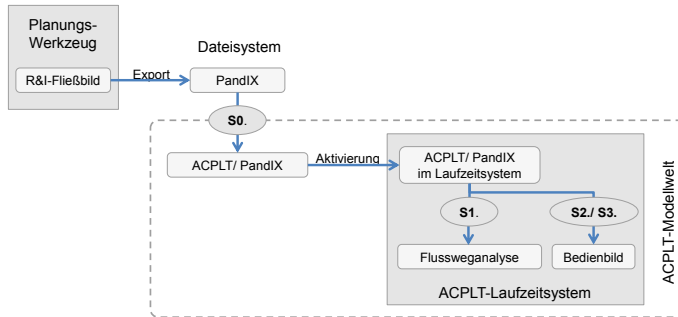 Planungs-
Werkzeug
Dateisystem
R&I-Fließbild
Export
PandIX
S0.
ACPLT/ PandIX
Aktivierung
ACPLT/ PandIX
im Laufzeitsystem
S1.
S2./ S3.
Flussweganalyse
Bedienbild
ACPLT-Laufzeitsystem
ACPLT-Modellwelt